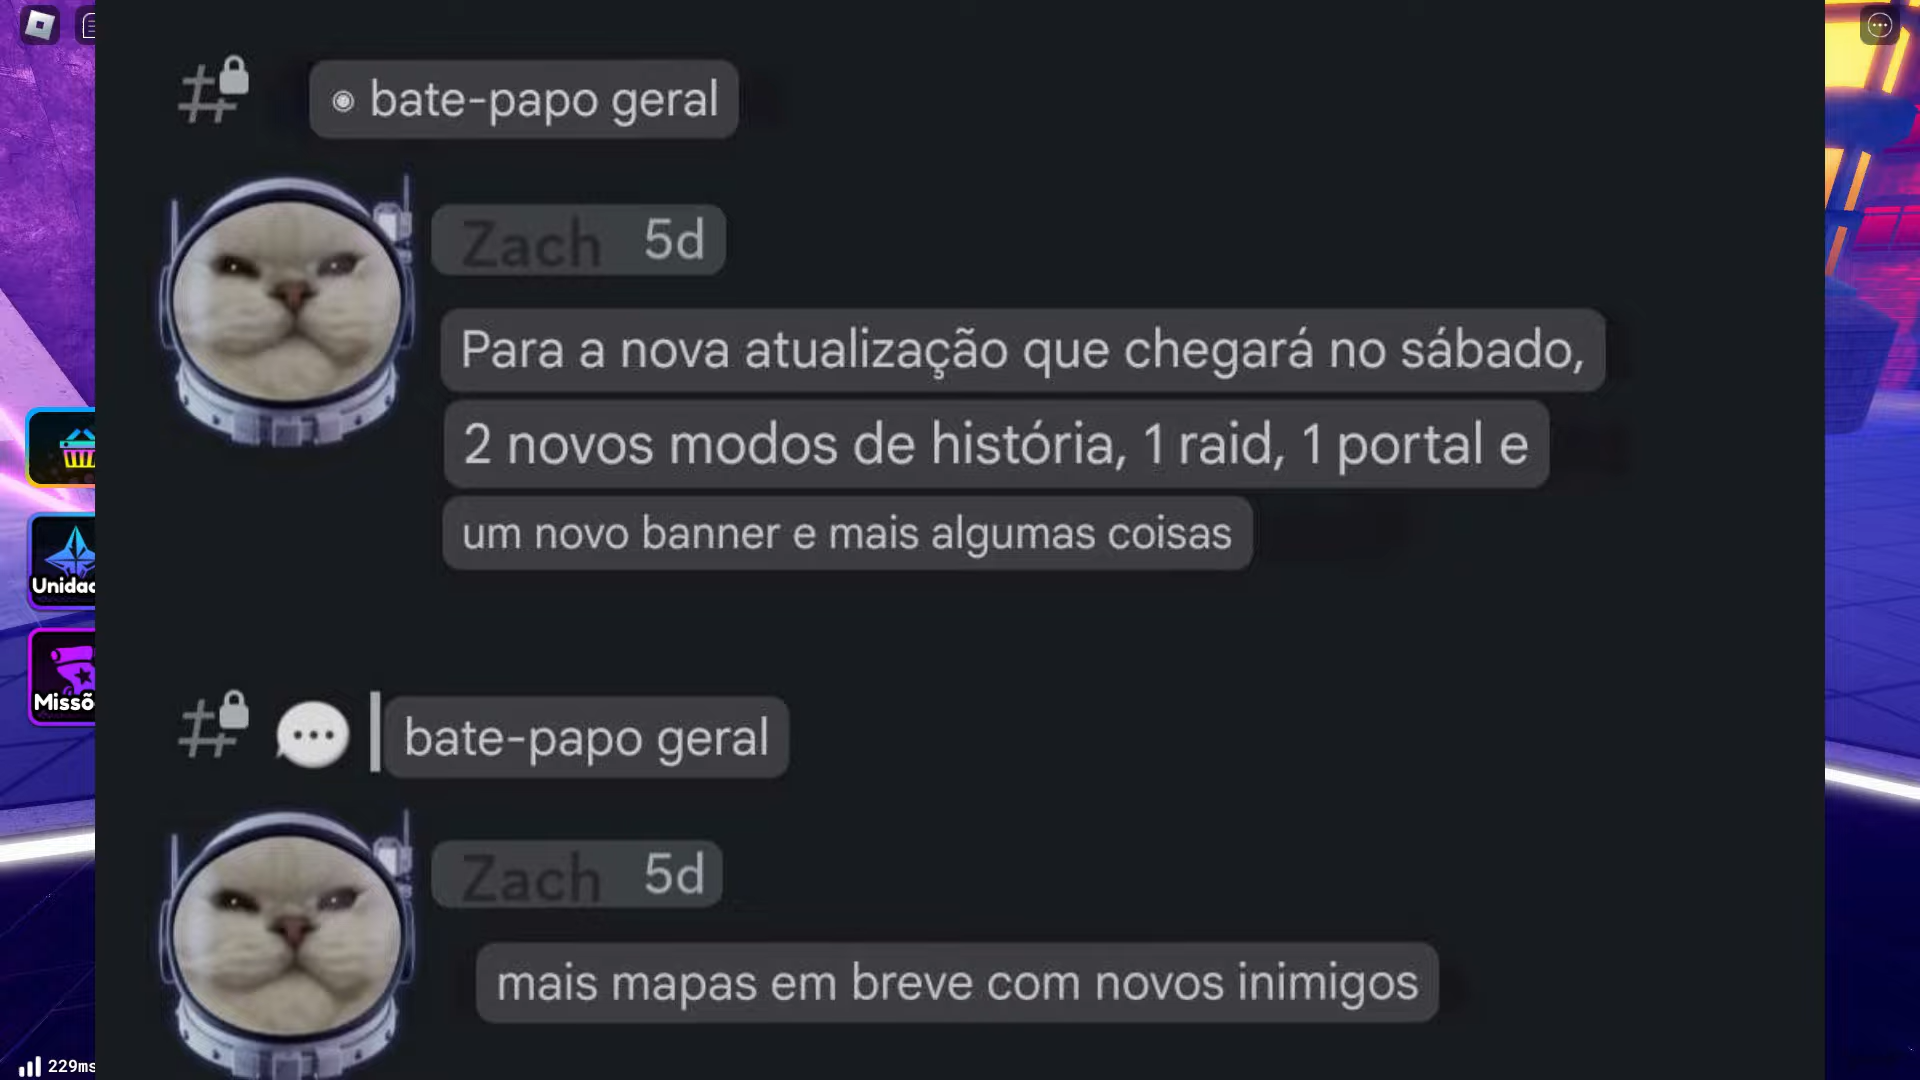 bate-papo geral
Zach 5d
Para a nova atualização que chegará no sábado,
2 novos modos de história, 1 raid, 1 portal e
um novo banner e mais algumas coisas
Unidad
bate-papo geral
Missõ
Zach 5d
mais mapas em breve com novos inimigos
229ms